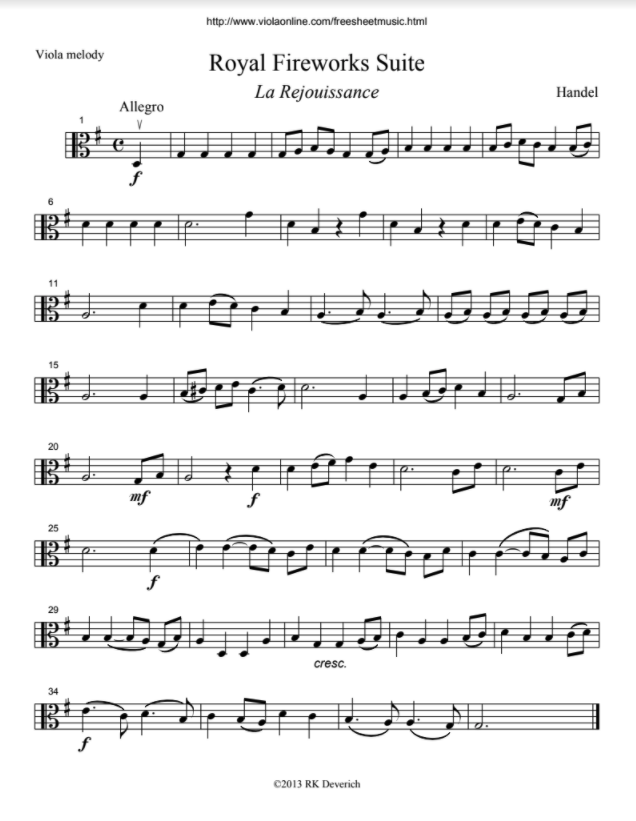 http://www.violaonline.com/freesheetmusic.html
Viola melody
Royal Fireworks Suite
La Rejouissance
Handel
Allegro
1
f
6
11
15
20
mf
f
mf
25
f
29
cresc.
34
f
©2013 RK Deverich